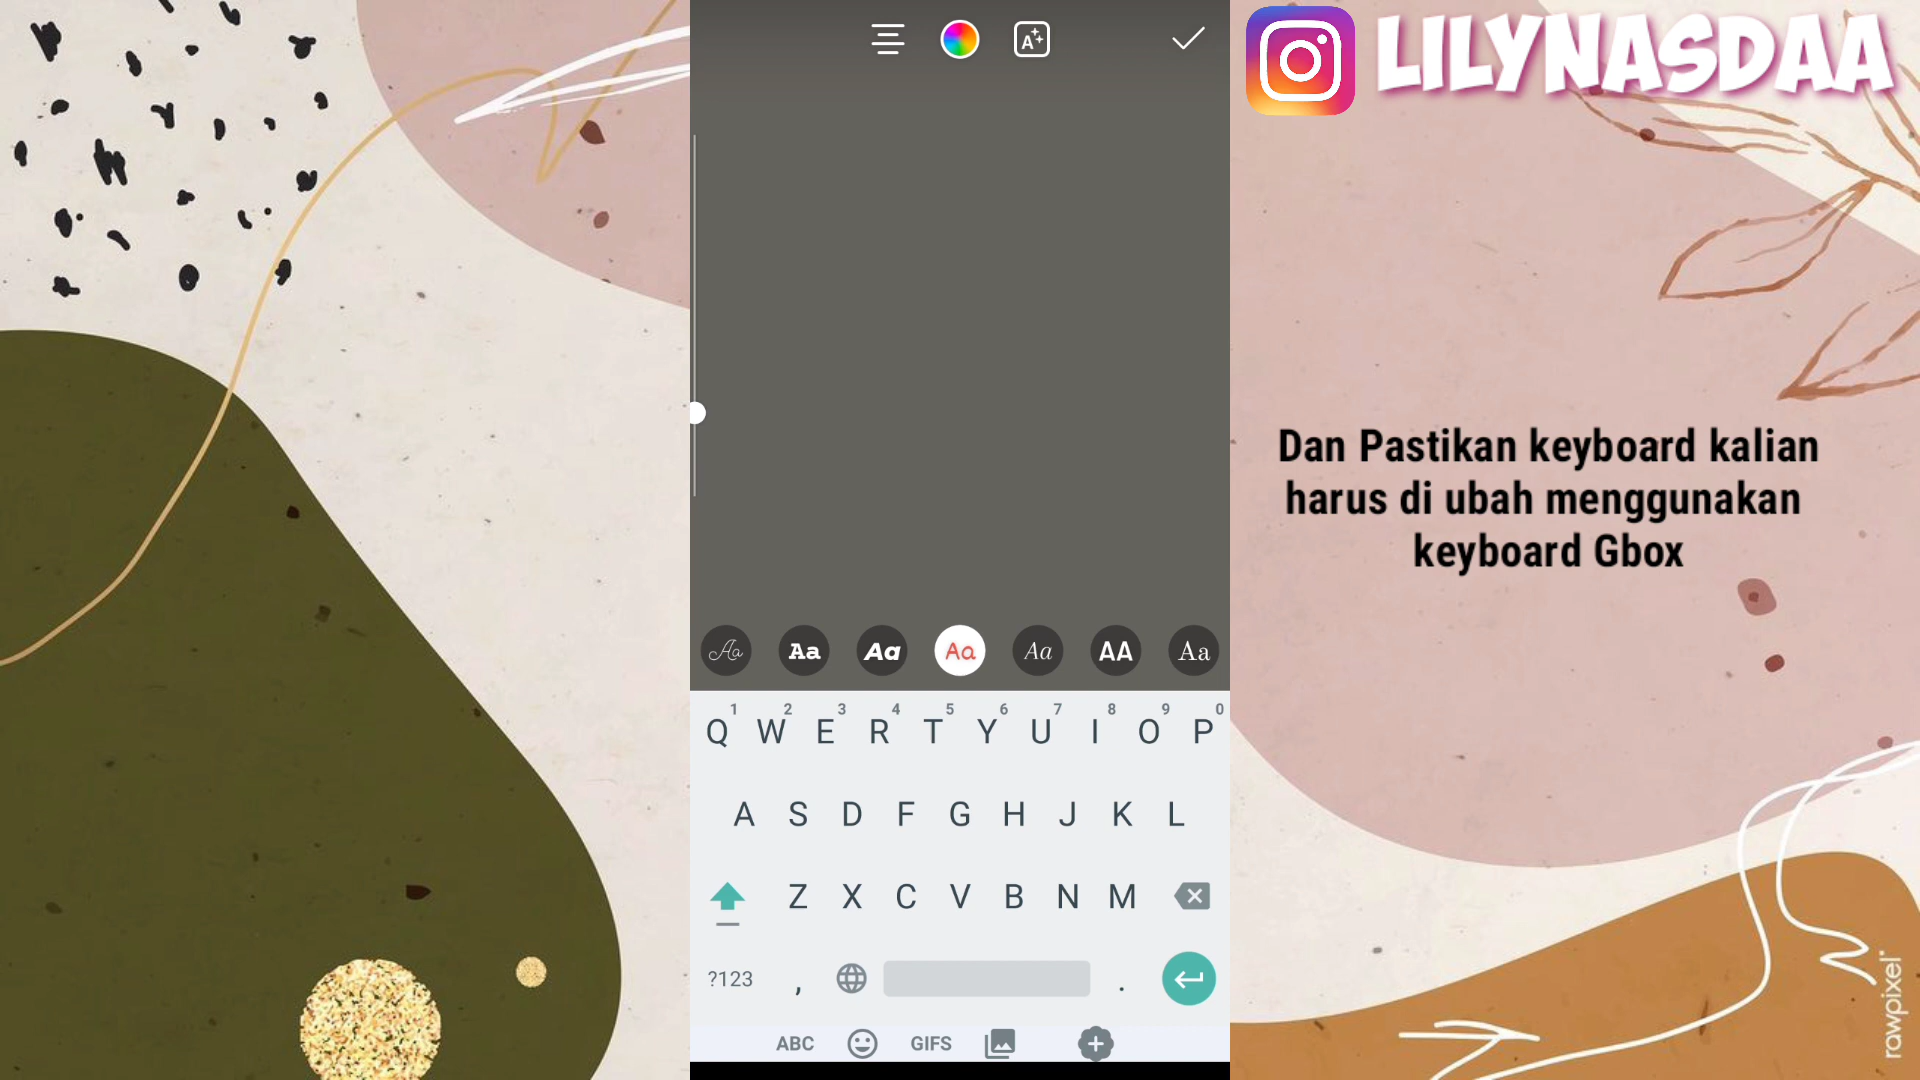 LILYNASDAA
Dan Pastikan keyboard kalian
harus di ubah menggunakan
keyboard Gbox
A
Aa Aa Aa Aa Aa AA Aa
1 2 3 4 5 6 7 8 9 0
Q W E R T Y U I O P
A S D F G H J K L
Z X C V B N M
?123 , .
ABC GIFS
rawpixel